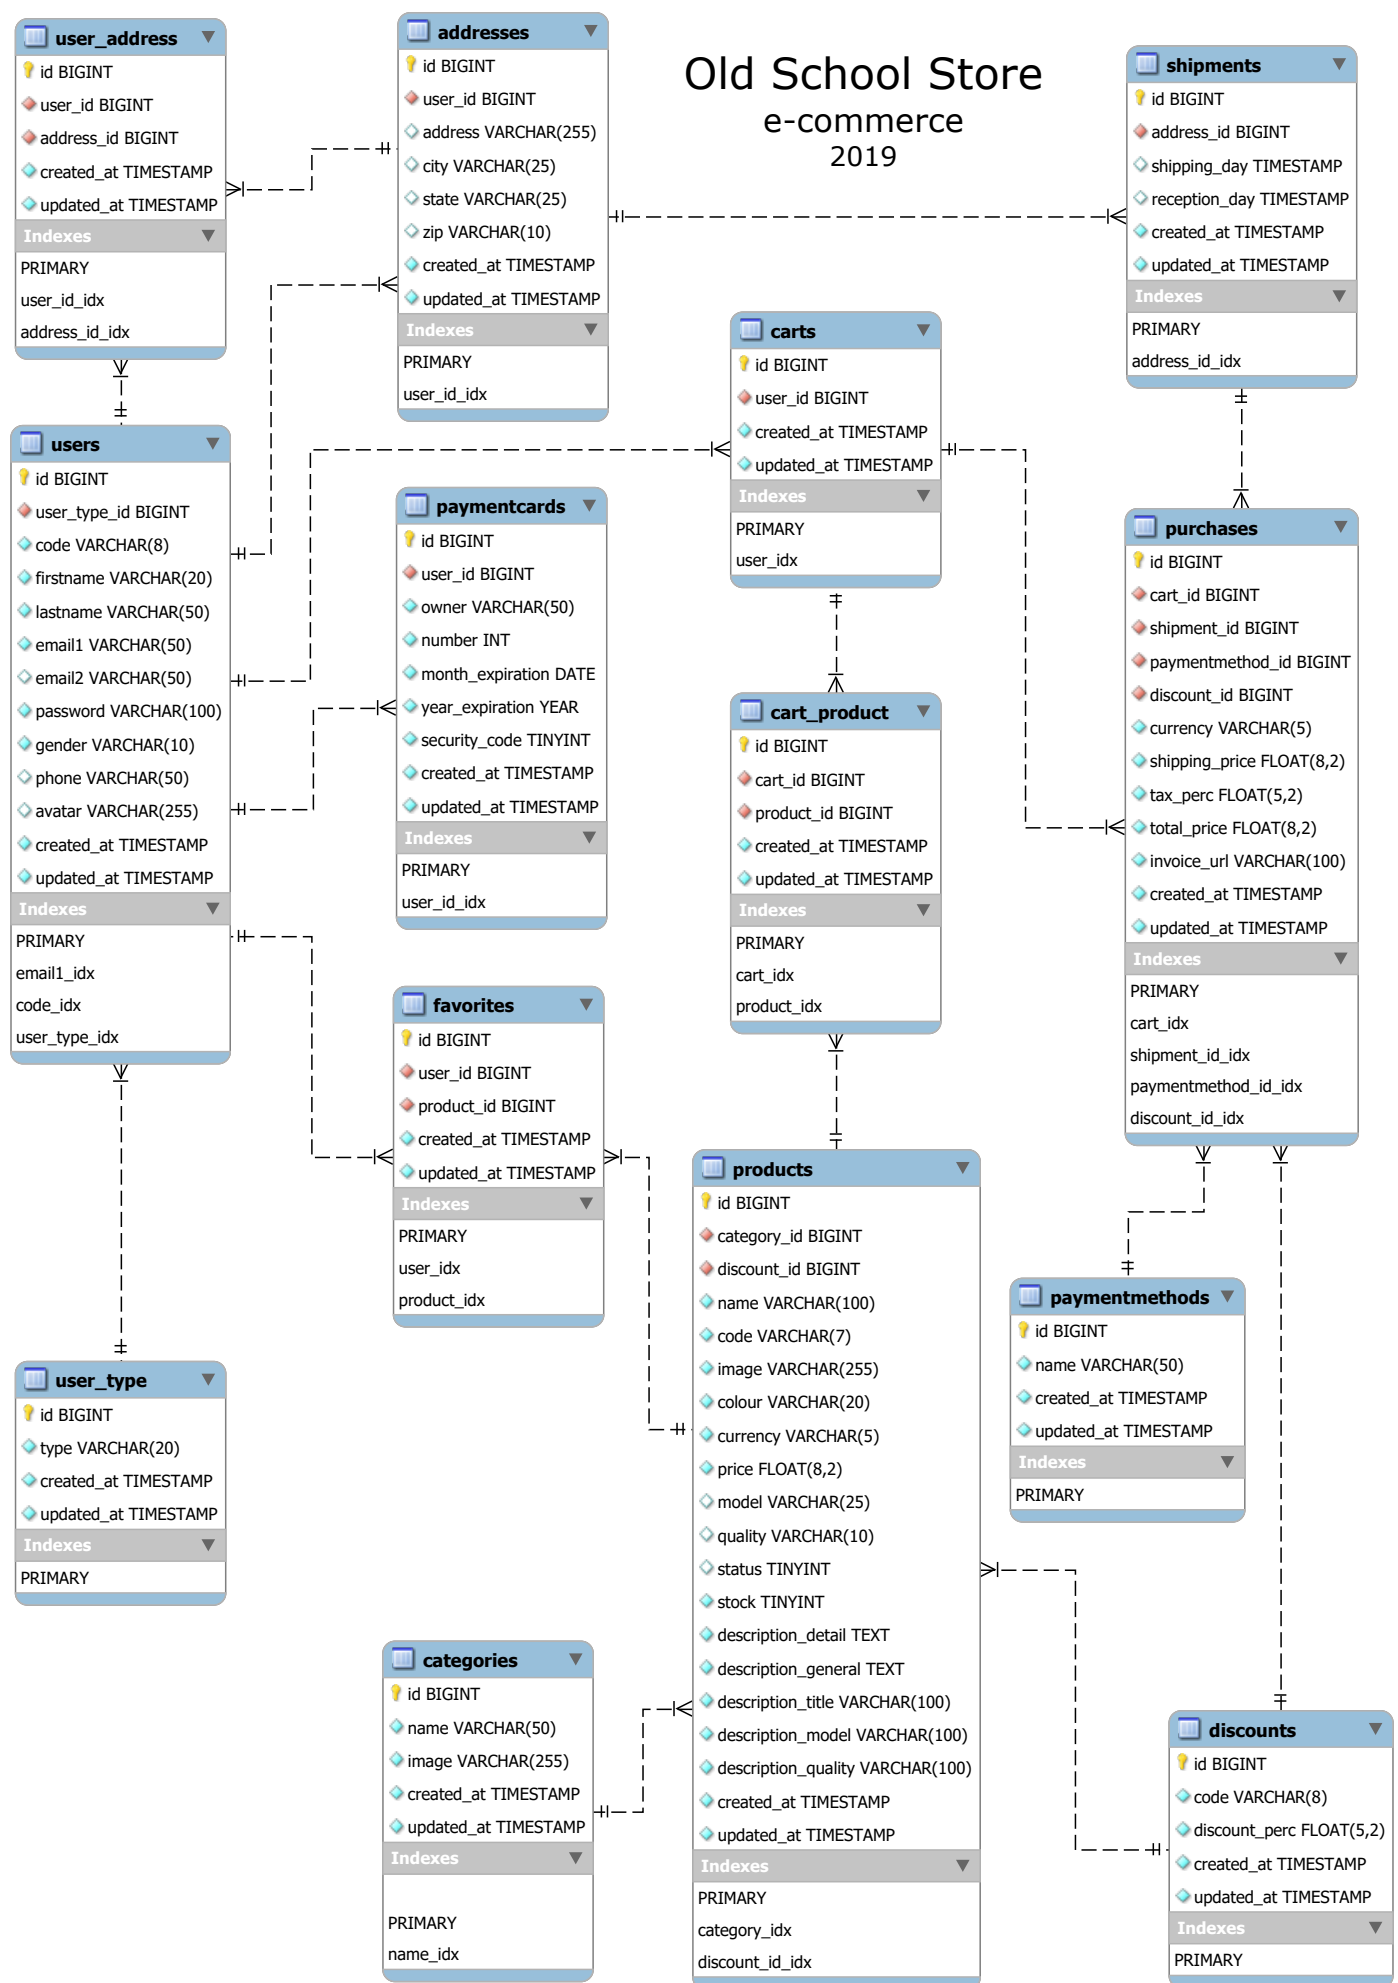 Old School Store
e-commerce
2019
user_address
id BIGINT
user_id BIGINT
address_id BIGINT
created_at TIMESTAMP
updated_at TIMESTAMP
Indexes
PRIMARY
user_id_idx
address_id_idx
addresses
id BIGINT
user_id BIGINT
address VARCHAR(255)
city VARCHAR(25)
state VARCHAR(25)
zip VARCHAR(10)
created_at TIMESTAMP
updated_at TIMESTAMP
Indexes
PRIMARY
user_id_idx
shipments
id BIGINT
address_id BIGINT
shipping_day TIMESTAMP
reception_day TIMESTAMP
created_at TIMESTAMP
updated_at TIMESTAMP
Indexes
PRIMARY
address_id_idx
carts
id BIGINT
user_id BIGINT
created_at TIMESTAMP
updated_at TIMESTAMP
Indexes
PRIMARY
user_idx
users
id BIGINT
user_type_id BIGINT
code VARCHAR(8)
firstname VARCHAR(20)
lastname VARCHAR(50)
email1 VARCHAR(50)
email2 VARCHAR(50)
password VARCHAR(100)
gender VARCHAR(10)
phone VARCHAR(50)
avatar VARCHAR(255)
created_at TIMESTAMP
updated_at TIMESTAMP
Indexes
PRIMARY
email1_idx
code_idx
user_type_idx
paymentcards
id BIGINT
user_id BIGINT
owner VARCHAR(50)
number INT
month_expiration DATE
year_expiration YEAR
security_code TINYINT
created_at TIMESTAMP
updated_at TIMESTAMP
Indexes
PRIMARY
user_id_idx
purchases
id BIGINT
cart_id BIGINT
shipment_id BIGINT
paymentmethod_id BIGINT
discount_id BIGINT
currency VARCHAR(5)
shipping_price FLOAT(8,2)
tax_perc FLOAT(5,2)
total_price FLOAT(8,2)
invoice_url VARCHAR(100)
created_at TIMESTAMP
updated_at TIMESTAMP
Indexes
PRIMARY
cart_idx
shipment_id_idx
paymentmethod_id_idx
discount_id_idx
cart_product
id BIGINT
cart_id BIGINT
product_id BIGINT
created_at TIMESTAMP
updated_at TIMESTAMP
Indexes
PRIMARY
cart_idx
product_idx
favorites
id BIGINT
user_id BIGINT
product_id BIGINT
created_at TIMESTAMP
updated_at TIMESTAMP
Indexes
PRIMARY
user_idx
product_idx
products
id BIGINT
category_id BIGINT
discount_id BIGINT
name VARCHAR(100)
code VARCHAR(7)
image VARCHAR(255)
colour VARCHAR(20)
currency VARCHAR(5)
price FLOAT(8,2)
model VARCHAR(25)
quality VARCHAR(10)
status TINYINT
stock TINYINT
description_detail TEXT
description_general TEXT
description_title VARCHAR(100)
description_model VARCHAR(100)
description_quality VARCHAR(100)
created_at TIMESTAMP
updated_at TIMESTAMP
Indexes
PRIMARY
category_idx
discount_id_idx
paymentmethods
id BIGINT
name VARCHAR(50)
created_at TIMESTAMP
updated_at TIMESTAMP
Indexes
PRIMARY
user_type
id BIGINT
type VARCHAR(20)
created_at TIMESTAMP
updated_at TIMESTAMP
Indexes
PRIMARY
categories
id BIGINT
name VARCHAR(50)
image VARCHAR(255)
created_at TIMESTAMP
updated_at TIMESTAMP
Indexes
PRIMARY
name_idx
discounts
id BIGINT
code VARCHAR(8)
discount_perc FLOAT(5,2)
created_at TIMESTAMP
updated_at TIMESTAMP
Indexes
PRIMARY